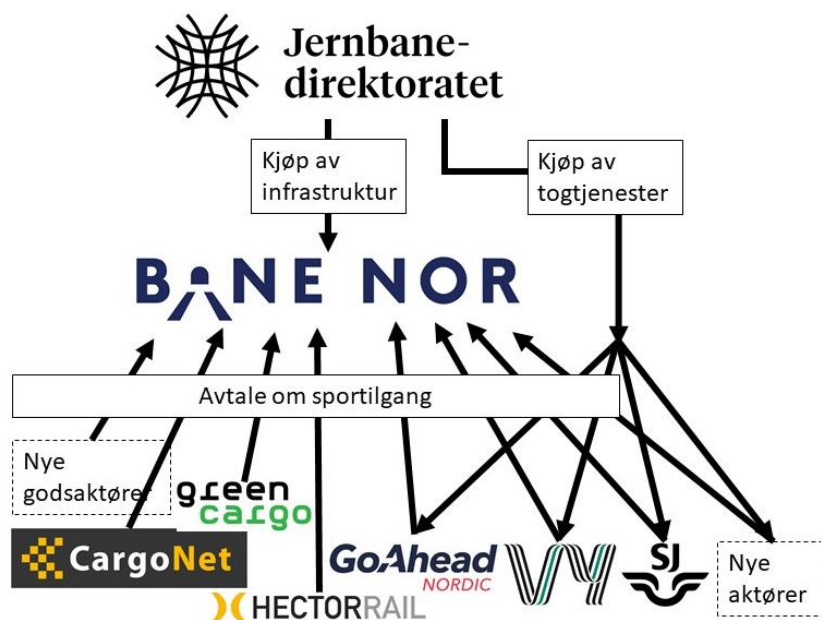 Jernbane-
direktoratet
Kjøp av
infrastruktur
Kjøp av
togtjenester
BANE NOR
Avtale om sportilgang
Nye
godsaktører
green
cargo
CargoNet
HECTORRAIL
GoAhead
NORDIC
VY
SJ
Nye
aktører